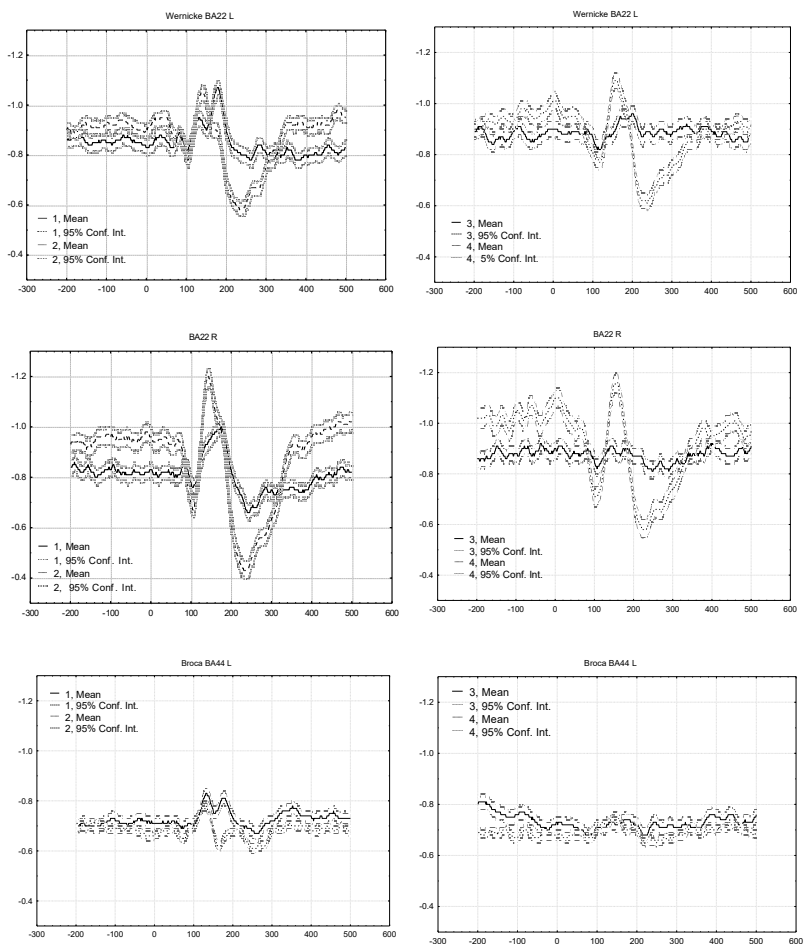 Wernicke BA22 L
-1.2
-1.0
-0.8
-0.6
-0.4
1, Mean
1, 95% Conf. Int.
2, Mean
2, 95% Conf. Int.
-300 -200 -100 0 100 200 300 400 500 600
Wernicke BA22 L
-1.2
-1.0
-0.8
-0.6
-0.4
3, Mean
3, 95% Conf. Int.
4, Mean
4, 5% Conf. Int.
-300 -200 -100 0 100 200 300 400 500 600
BA22 R
-1.2
-1.0
-0.8
-0.6
-0.4
1, Mean
1, 95% Conf. Int.
2, Mean
2, 95% Conf. Int.
-300 -200 -100 0 100 200 300 400 500 600
BA22 R
-1.2
-1.0
-0.8
-0.6
-0.4
3, Mean
3, 95% Conf. Int.
4, Mean
4, 95% Conf. Int.
-300 -200 -100 0 100 200 300 400 500 600
Broca BA44 L
1, Mean
1, 95% Conf. Int.
2, Mean
2, 95% Conf. Int.
-1.2
-1.0
-0.8
-0.6
-0.4
-300 -200 -100 0 100 200 300 400 500 600
Broca BA44 L
3, Mean
3, 95% Conf. Int.
4, Mean
4, 95% Conf. Int.
-1.2
-1.0
-0.8
-0.6
-0.4
-300 -200 -100 0 100 200 300 400 500 600